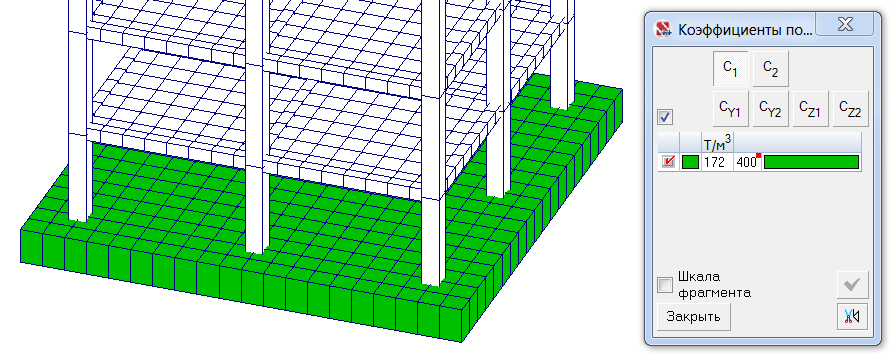 Коэффициенты по...
C1 C2
CY1 CY2 CZ1 CZ2
Т/м3
172 400
Шкала
фрагмента
Закрыть